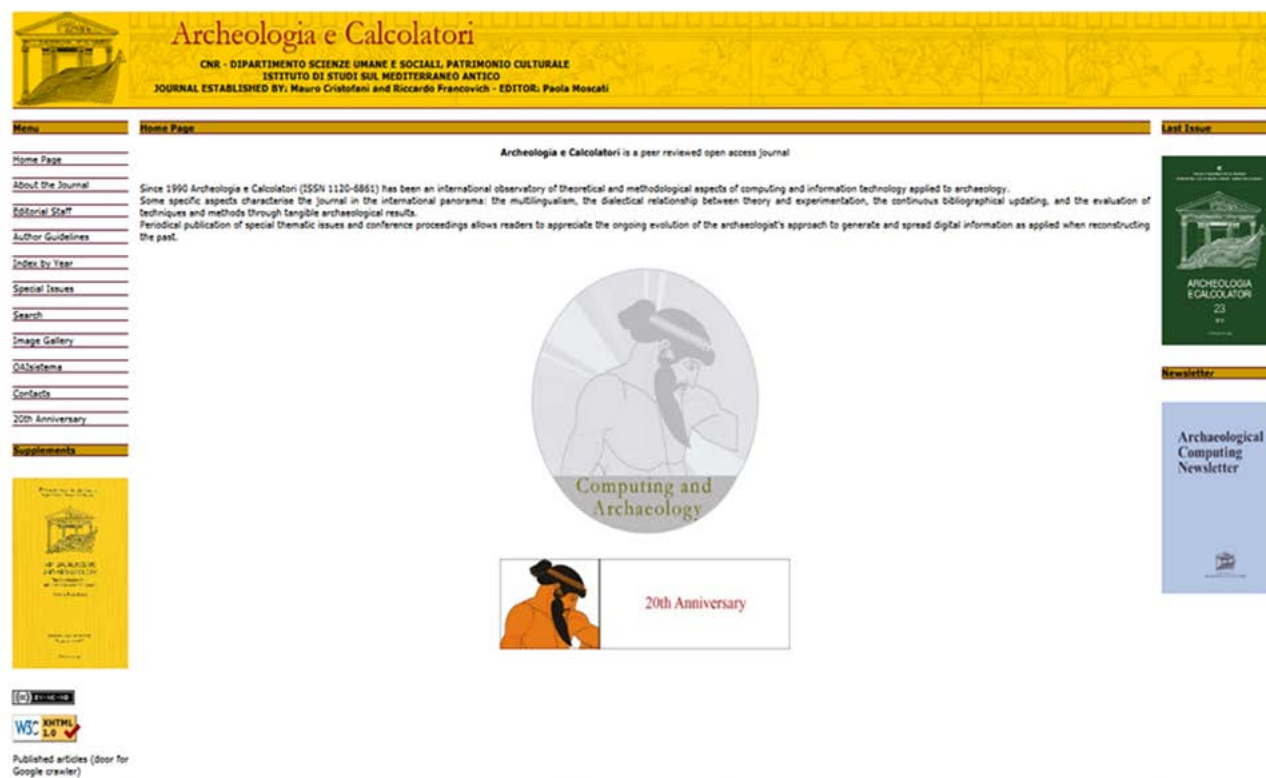 Archeologia e Calcolatori
CNR - DIPARTIMENTO SCIENZE UMANE E SOCIALI, PATRIMONIO CULTURALE
ISTITUTO DI STUDI SUL MEDITERRANEO ANTICO
JOURNAL ESTABLISHED BY: Mauro Cristofani and Riccardo Francovich - EDITOR: Paola Moscati
Menu
Home Page
About the Journal
Editorial Staff
Author Guidelines
Index by Year
Special Issues
Search
Image Gallery
OAIsistema
Contacts
20th Anniversary
Supplements
BY-NC-ND
W3C XHTML 1.0
Published articles (door for
Google crawler)
Home Page
Archeologia e Calcolatori is a peer reviewed open access journal
Since 1990 Archeologia e Calcolatori (ISSN 1120-6861) has been an international observatory of theoretical and methodological aspects of computing and information technology applied to archaeology.
Some specific aspects characterise the journal in the international panorama: the multilingualism, the dialectical relationship between theory and experimentation, the continuous bibliographical updating, and the evaluation of
techniques and methods through tangible archaeological results.
Periodical publication of special thematic issues and conference proceedings allows readers to appreciate the ongoing evolution of the archaeologist's approach to generate and spread digital information as applied when reconstructing
the past.
Computing and
Archaeology
20th Anniversary
Last Issue
ARCHEOLOGIA
E CALCOLATORI
23
Newsletter
Archaeological
Computing
Newsletter